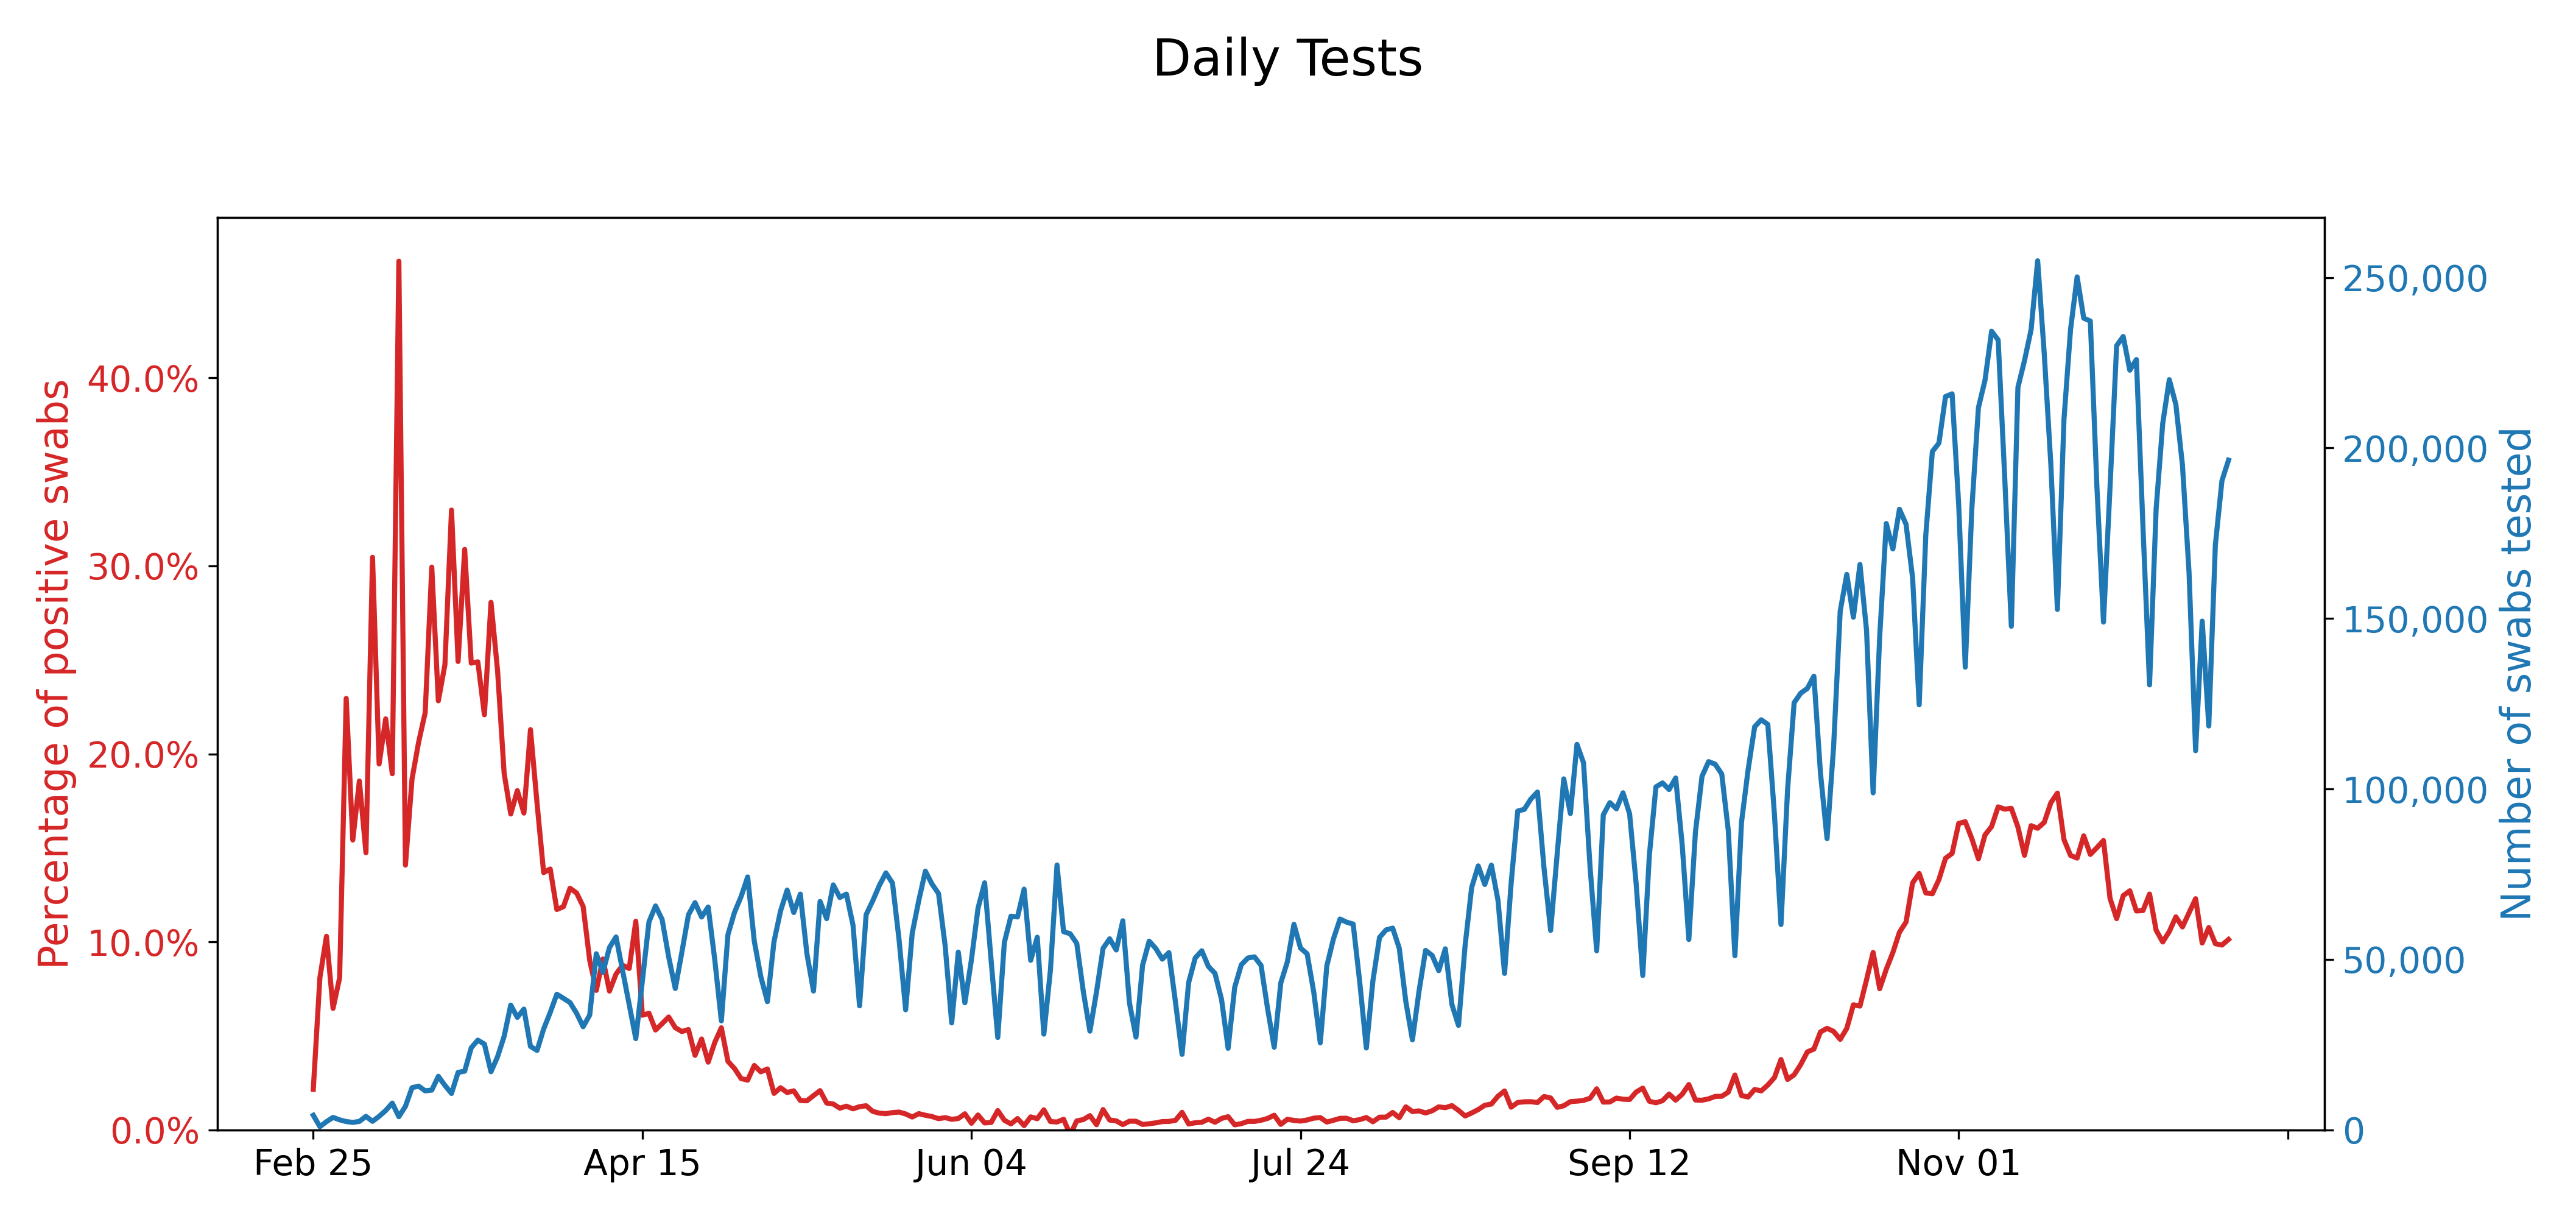 Daily Tests
Percentage of positive swabs
40.0%
30.0%
20.0%
10.0%
0.0%
250,000
200,000
150,000
100,000
50,000
0
Number of swabs tested
Feb 25
Apr 15
Jun 04
Jul 24
Sep 12
Nov 01